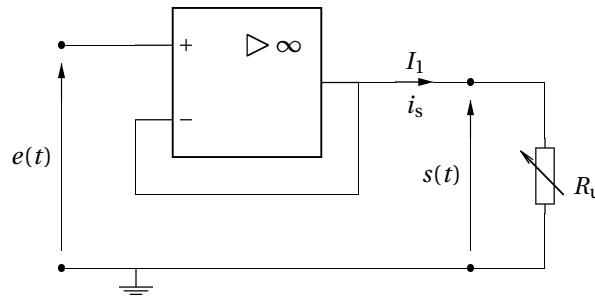 +
▷ ∞
−
I₁
iₛ
e(t)
s(t)
Rᵤ